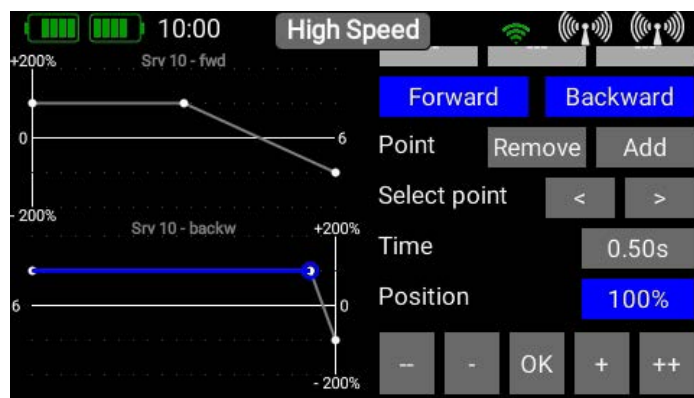 10:00 High Speed
+200% Srv 10 - fwd
Forward Backward
0 6 Point Remove Add
Select point < >
- 200%
Srv 10 - backw +200%
Time 0.50s
6 0 Position 100%
-- - OK + ++
- 200%